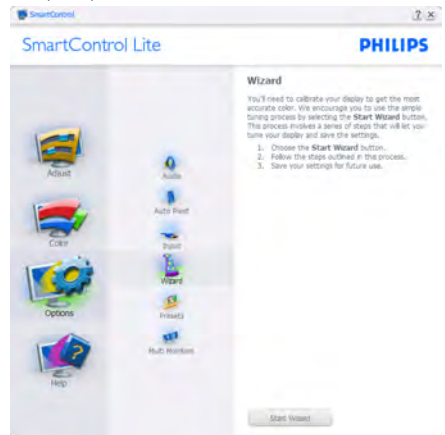 SmartControl
SmartControl Lite
PHILIPS
Adjust
Color
Options
Help
Audio
Auto Pivot
Input
Wizard
Presets
Multi Monitors
Wizard
You'll need to calibrate your display to get the most
accurate color. We encourage you to use the simple
tuning process by selecting the Start Wizard button.
This process involves a series of steps that will let you
tune your display and save the settings.
1. Choose the Start Wizard button.
2. Follow the steps outlined in this process.
3. Save your settings for future use.
Start Wizard